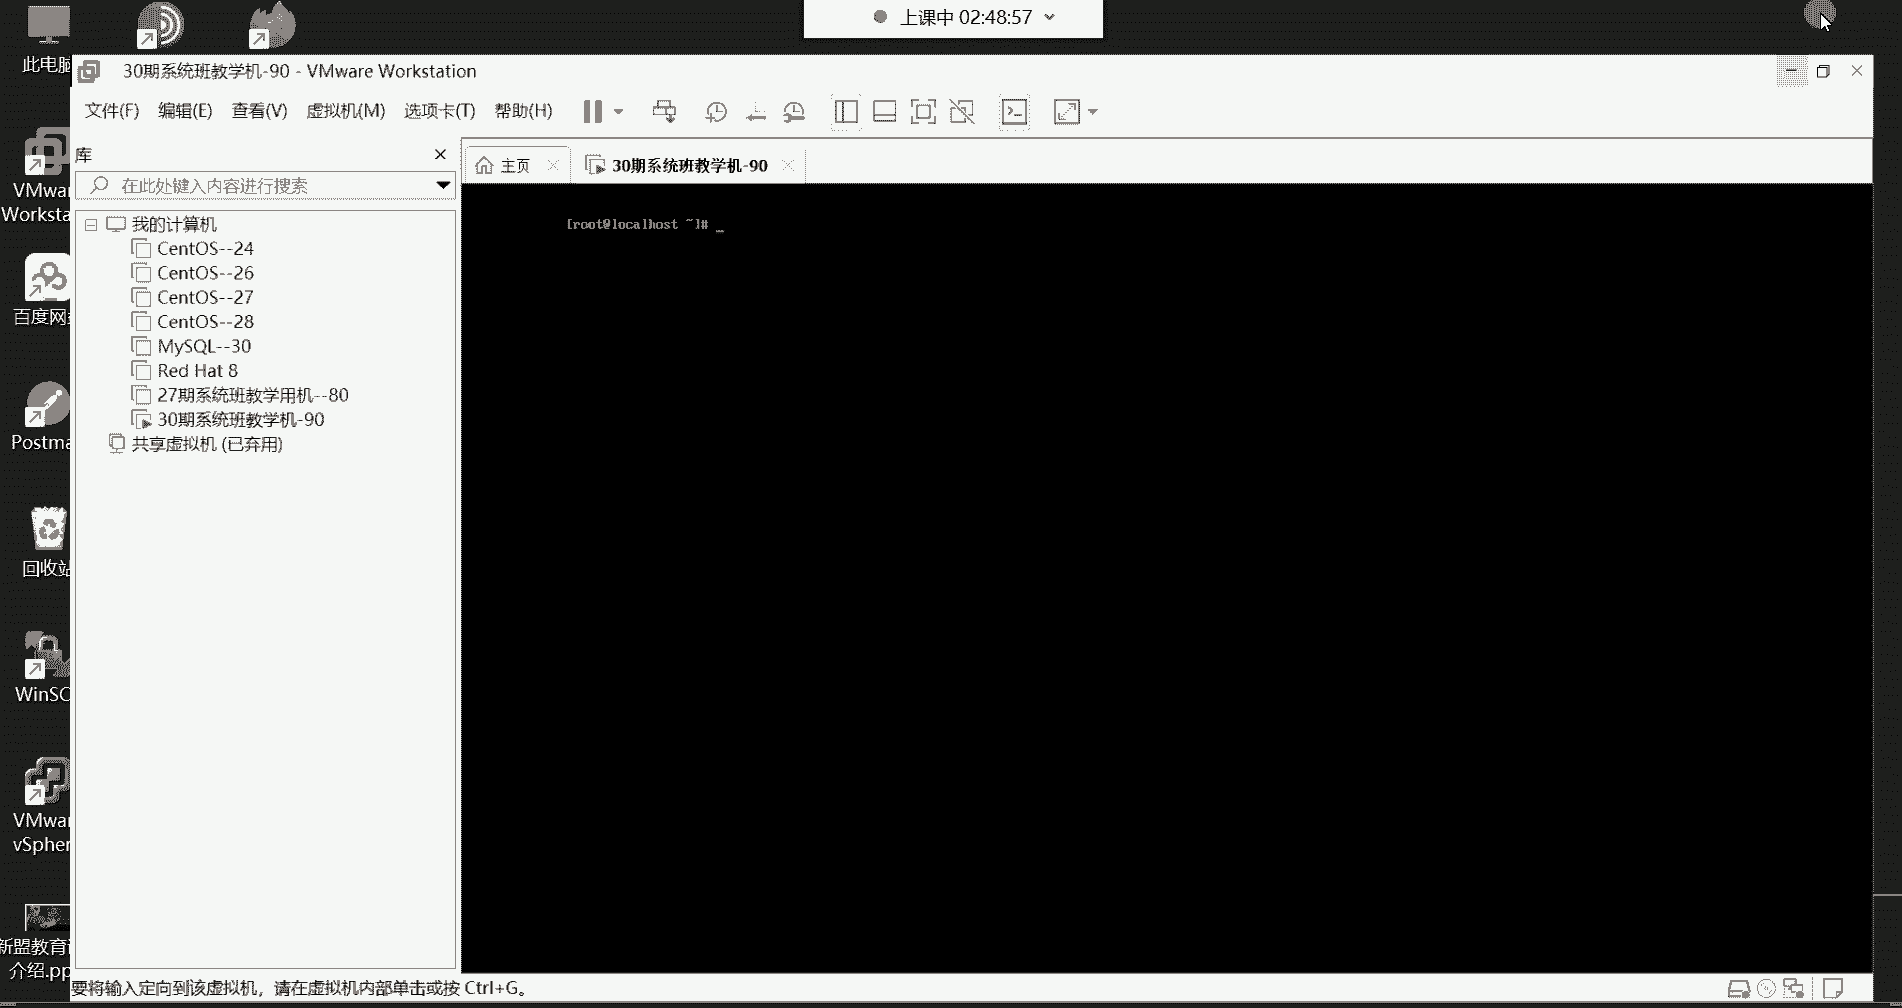 上课中 02:48:57
此电脑
30期系统班教学机-90 - VMware Workstation
文件(F) 编辑(E) 查看(V) 虚拟机(M) 选项卡(T) 帮助(H)
库
主页
30期系统班教学机-90
在此处键入内容进行搜索
[root@localhost ~]# _
我的计算机
CentOS--24
CentOS--26
CentOS--27
CentOS--28
MySQL--30
Red Hat 8
27期系统班教学用机--80
30期系统班教学机-90
共享虚拟机 (已弃用)
VMwar
Worksta
百度网
Postma
回收站
WinSC
VMwar
vSpher
新盟教育
介绍.pp
要将输入定向到该虚拟机，请在虚拟机内部单击或按 Ctrl+G。